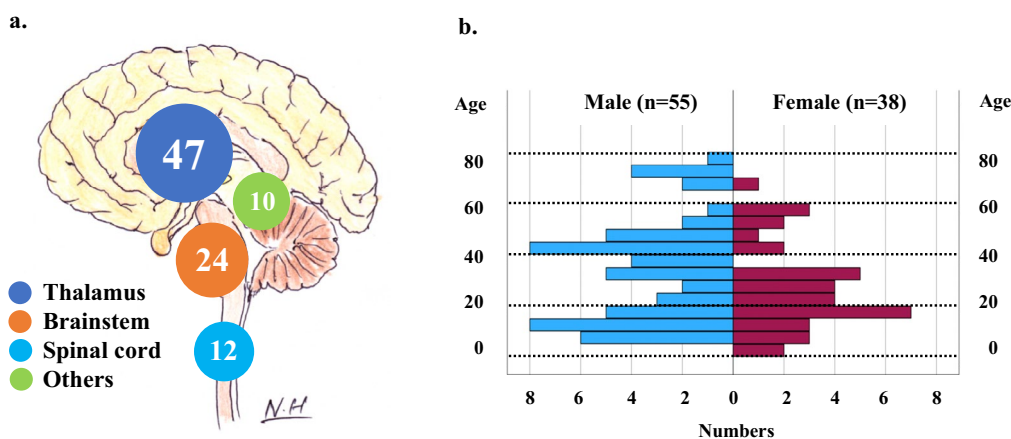 a.
47
10
24
12
Thalamus
Brainstem
Spinal cord
Others
N.H
b.
Age Male (n=55) Female (n=38) Age
80 80
60 60
40 40
20 20
0 0
8 6 4 2 0 2 4 6 8
Numbers